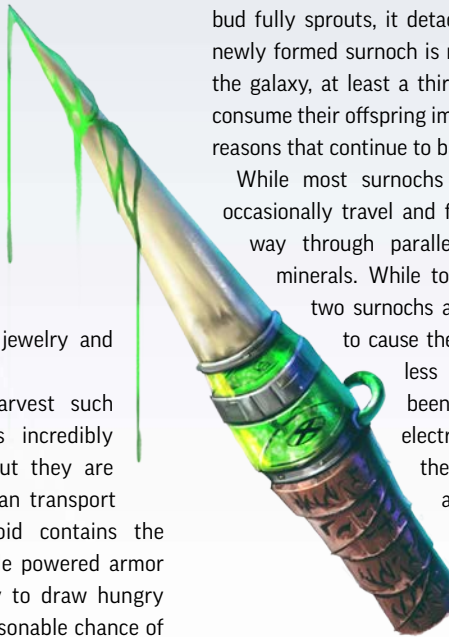 jewelry and
arvest such
s incredibly
ut they are
an transport
oid contains the
e powered armor
y to draw hungry
sonable chance of
bud fully sprouts, it detac
newly formed surnoch is
the galaxy, at least a thir
consume their offspring im
reasons that continue to b
While most surnochs
occasionally travel and f
way through paralle
minerals. While to
two surnochs a
to cause the
less
been
electr
the
a